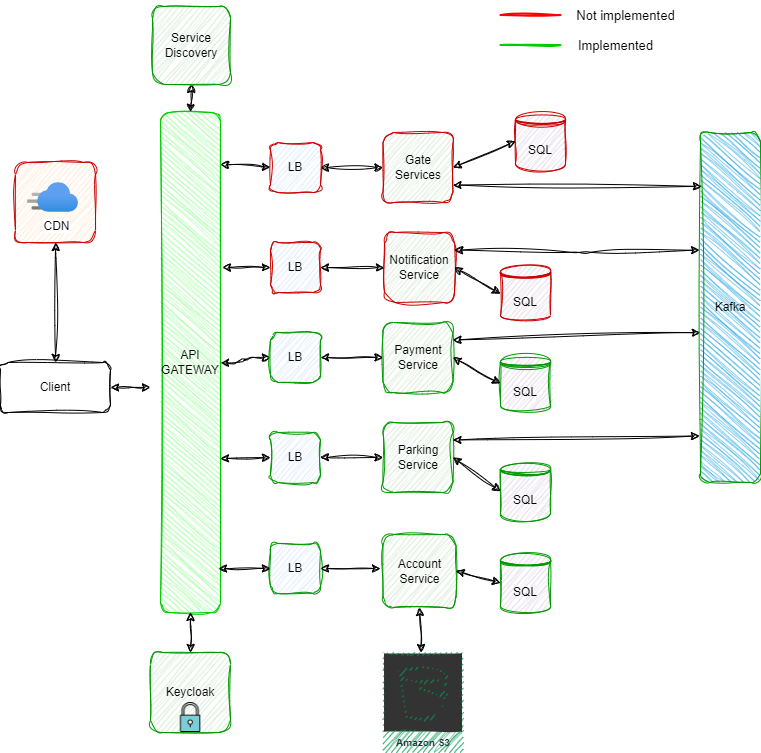 Not implemented
Implemented
Service
Discovery
LB
Gate
Services
SQL
CDN
LB
Notification
Service
SQL
Kafka
API
GATEWAY
LB
Payment
Service
SQL
Client
LB
Parking
Service
SQL
LB
Account
Service
SQL
Keycloak
Amazon S3